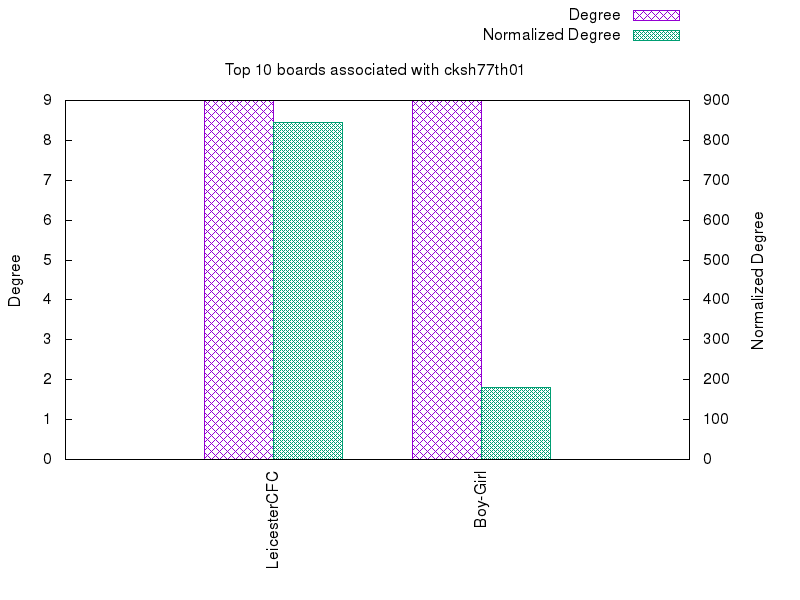 Degree
Normalized Degree
Top 10 boards associated with cksh77th01
9
8
7
6
5
4
3
2
1
0
900
800
700
600
500
400
300
200
100
0
Degree
Normalized Degree
LeicesterCFC
Boy-Girl